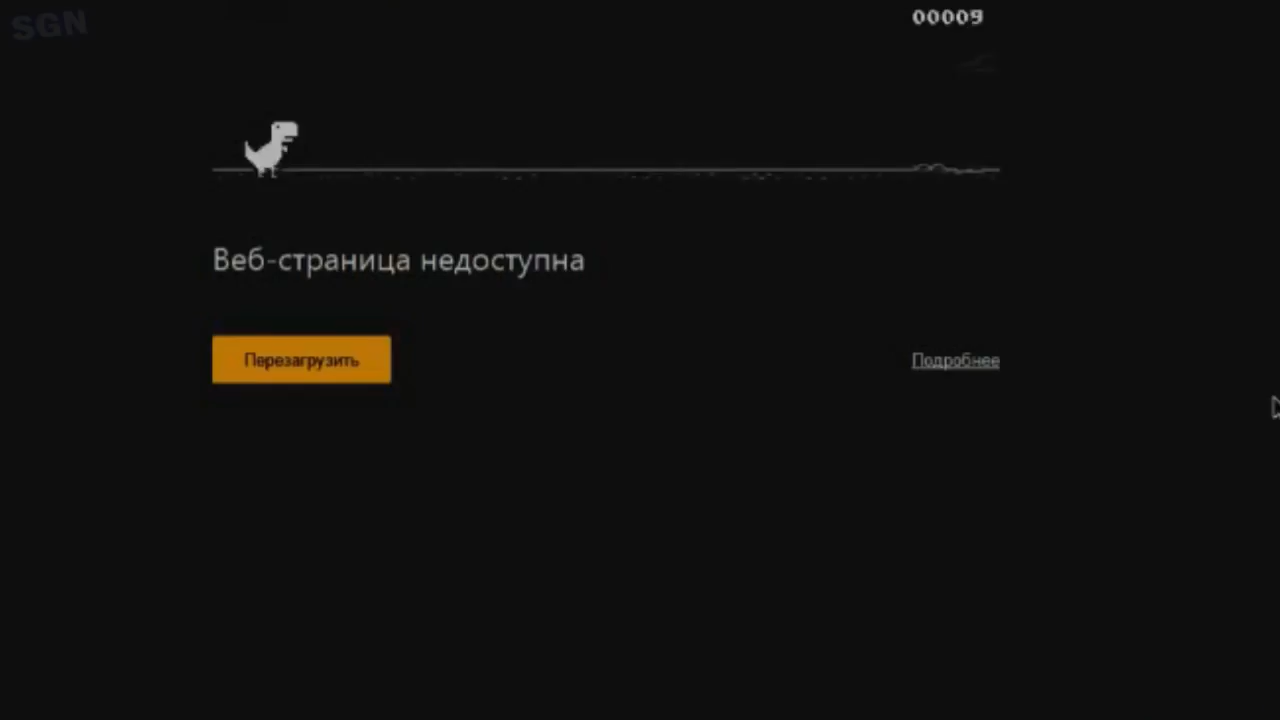 SGN
00009
Веб-страница недоступна
Перезагрузить
Подробнее